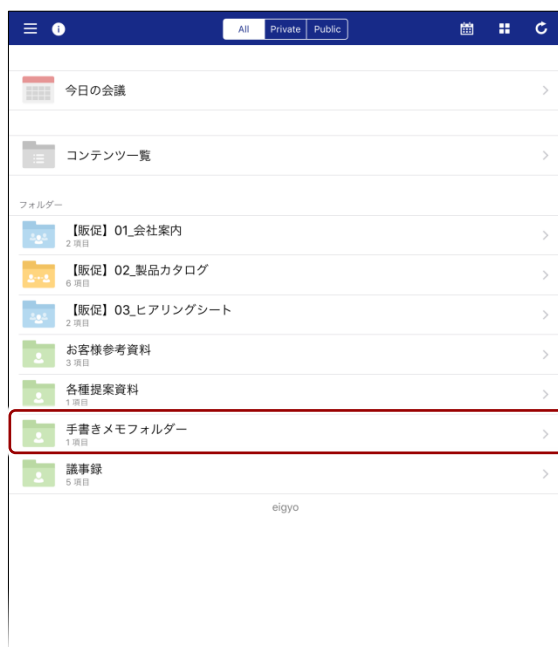 All Private Public
今日の会議
コンテンツ一覧
フォルダー
【販促】01_会社案内
2 項目
【販促】02_製品カタログ
6 項目
【販促】03_ヒアリングシート
2 項目
お客様参考資料
3 項目
各種提案資料
1 項目
手書きメモフォルダー
1 項目
議事録
5 項目
eigyo